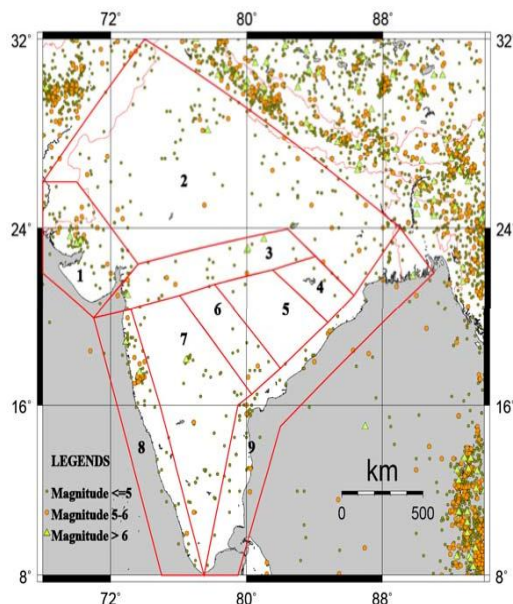 72° 80° 88°
32° 32°
2
24° 24°
3
1 4
6 5
7
16° 16°
8 9
LEGENDS
km
Magnitude <=5
0 500
Magnitude 5-6
Magnitude > 6
8° 8°
72° 80° 88°